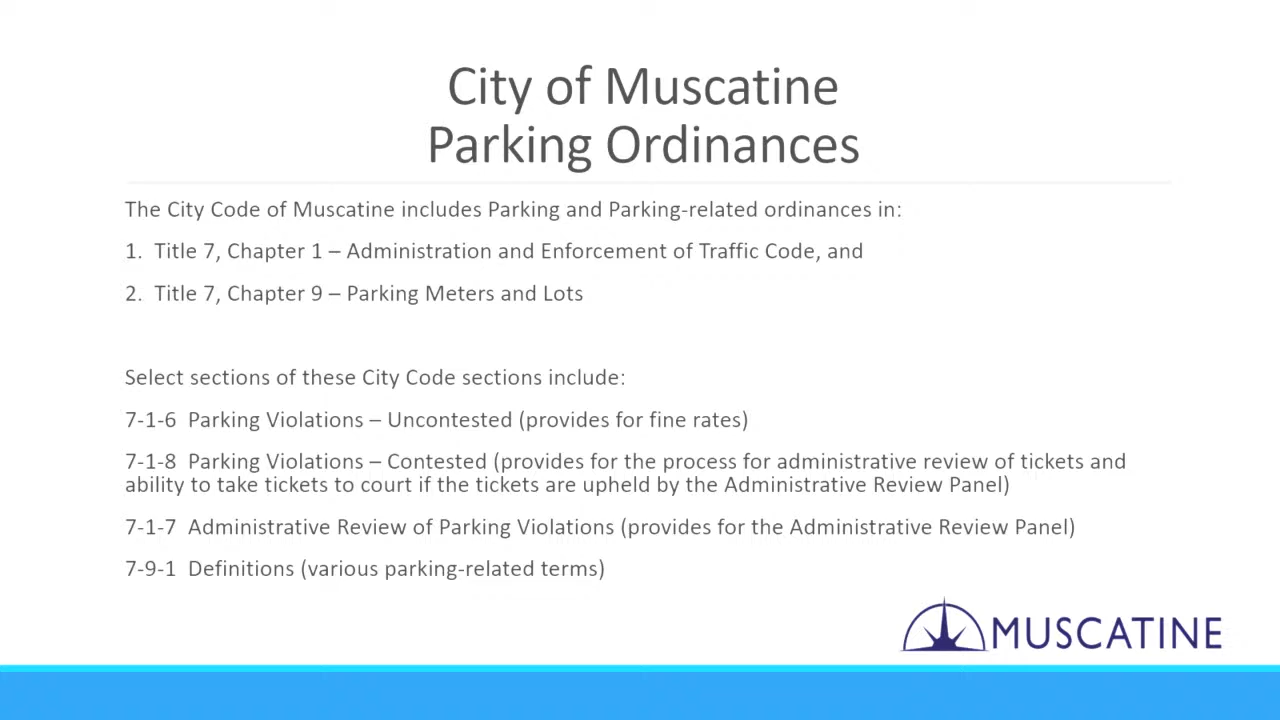 City of Muscatine
Parking Ordinances
The City Code of Muscatine includes Parking and Parking-related ordinances in:
1. Title 7, Chapter 1 – Administration and Enforcement of Traffic Code, and
2. Title 7, Chapter 9 – Parking Meters and Lots
Select sections of these City Code sections include:
7-1-6 Parking Violations – Uncontested (provides for fine rates)
7-1-8 Parking Violations – Contested (provides for the process for administrative review of tickets and
ability to take tickets to court if the tickets are upheld by the Administrative Review Panel)
7-1-7 Administrative Review of Parking Violations (provides for the Administrative Review Panel)
7-9-1 Definitions (various parking-related terms)
MUSCATINE